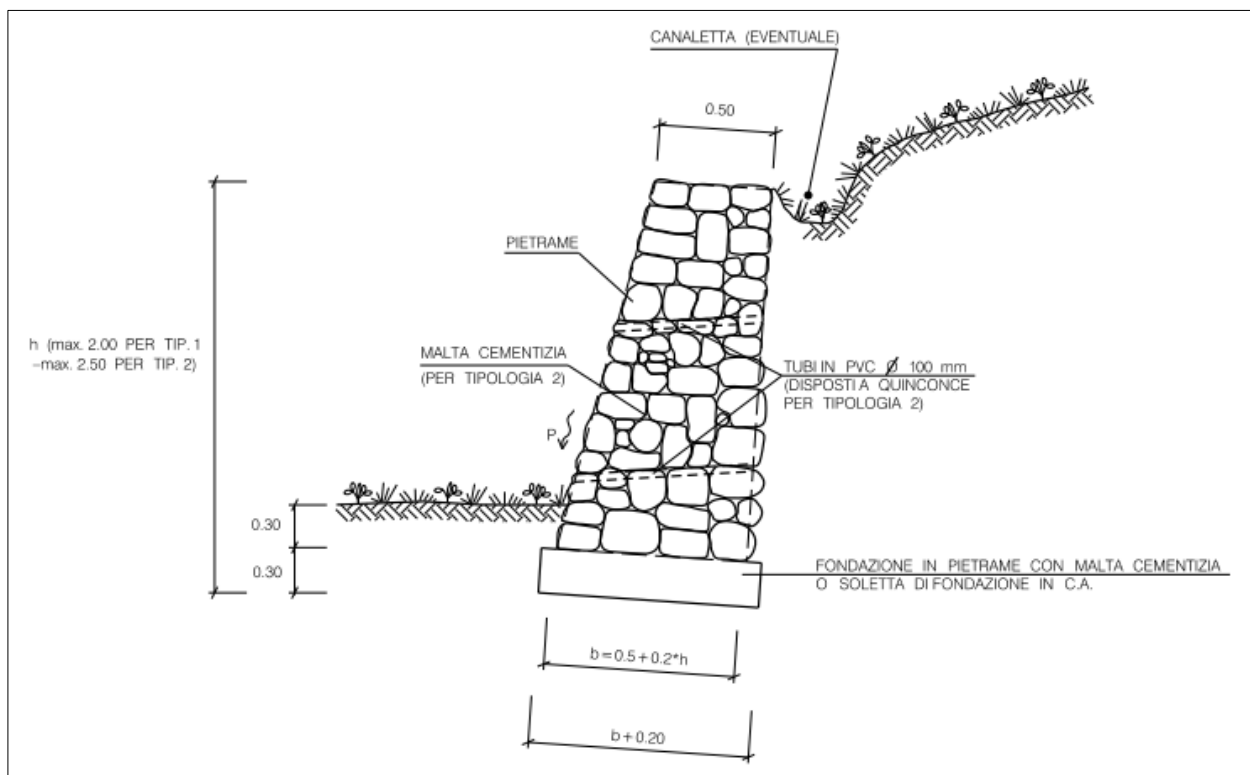 CANALETTA (EVENTUALE)
0.50
PIETRAME
h (max. 2.00 PER TIP. 1
-max. 2.50 PER TIP. 2)
MALTA CEMENTIZIA
(PER TIPOLOGIA 2)
TUBI IN PVC Ø 100 mm
(DISPOSTI A QUINCONCE
PER TIPOLOGIA 2)
P
0.30
0.30
FONDAZIONE IN PIETRAME CON MALTA CEMENTIZIA
O SOLETTA DI FONDAZIONE IN C.A.
b=0.5+0.2*h
b+0.20